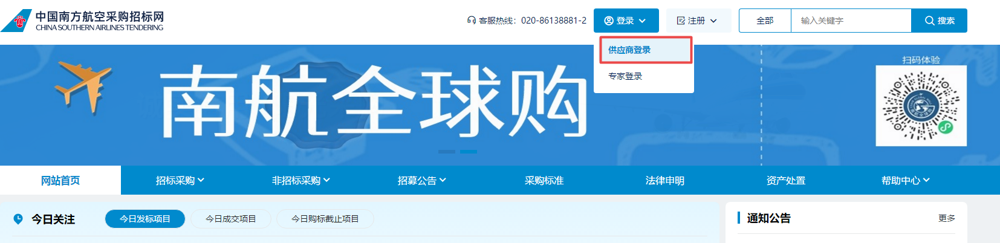 中国南方航空采购招标网
CHINA SOUTHERN AIRLINES TENDERING
客服热线：020-86138881-2
登录
注册
全部
输入关键字
搜索
供应商登录
专家登录
扫码体验
南航全球购
网站首页
招标采购
非招标采购
招募公告
采购标准
法律申明
资产处置
帮助中心
今日关注
今日发标项目
今日成交项目
今日购标截止项目
通知公告
更多